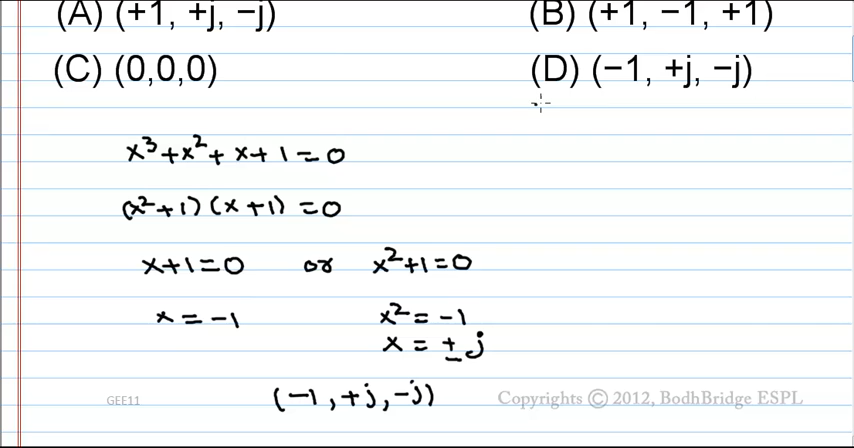 (A) (+1, +j, −j) (B) (+1, −1, +1)
(C) (0,0,0) (D) (−1, +j, −j)
x³+x²+x+1=0
(x²+1)(x+1)=0
x+1=0 or x²+1=0
x=−1 x²=−1
x=±j
(−1,+j,−j)
GEE11 Copyrights © 2012, BodhBridge ESPL